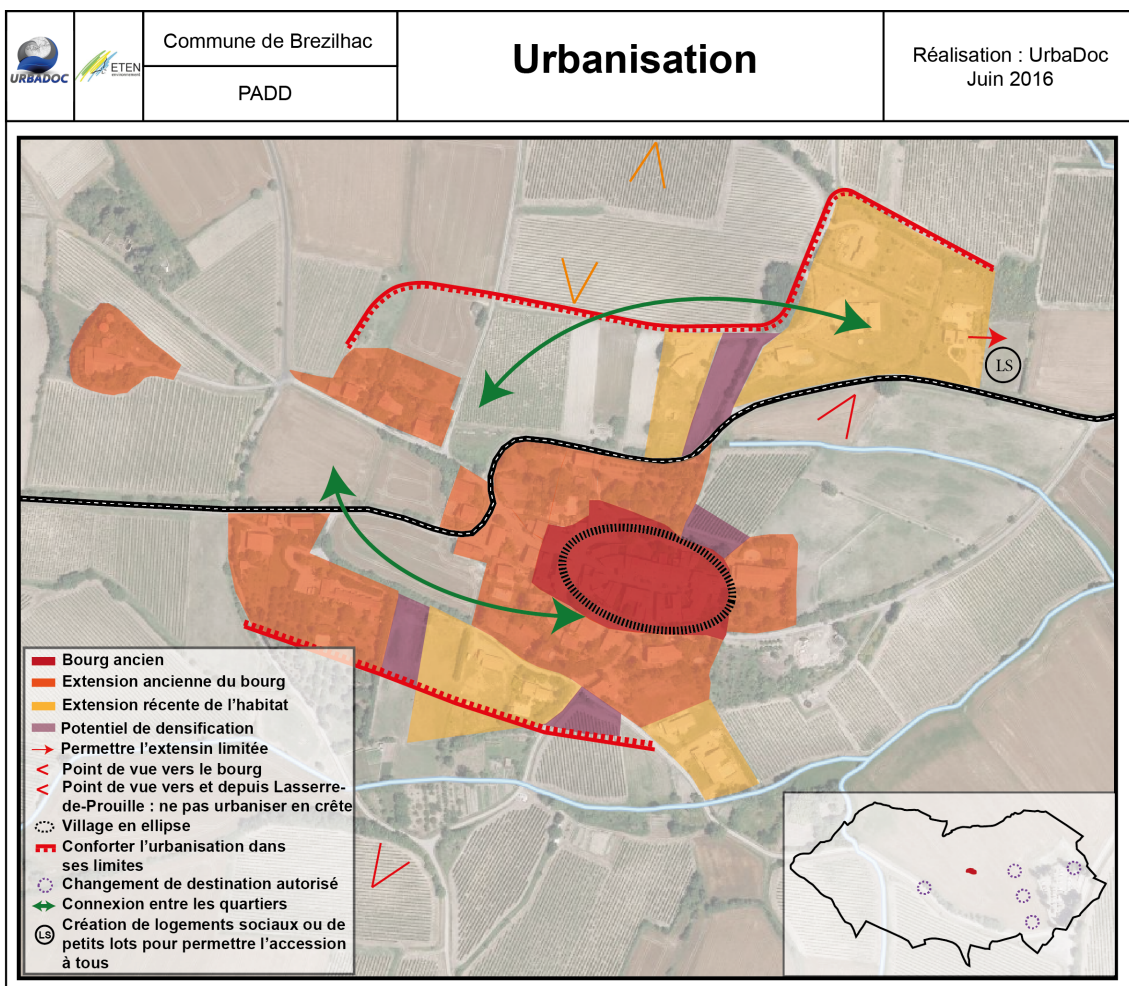 URBADOC
ETEN
environnement
Commune de Brezilhac
PADD
Urbanisation
Réalisation : UrbaDoc
Juin 2016
LS
Bourg ancien
Extension ancienne du bourg
Extension récente de l’habitat
Potentiel de densification
Permettre l’extensin limitée
Point de vue vers le bourg
Point de vue vers et depuis Lasserre-
de-Prouille : ne pas urbaniser en crête
Village en ellipse
Conforter l’urbanisation dans
ses limites
Changement de destination autorisé
Connexion entre les quartiers
LS
Création de logements sociaux ou de
petits lots pour permettre l’accession
à tous